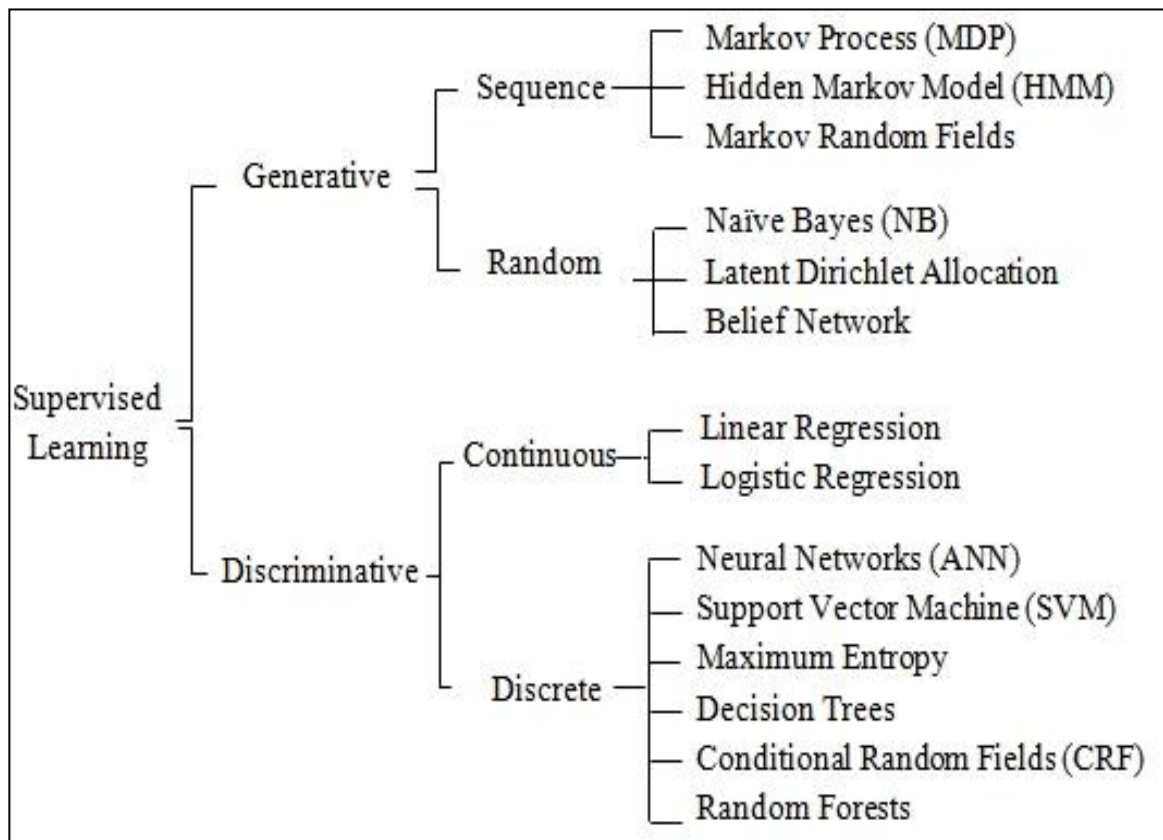 Markov Process (MDP)
Sequence
Hidden Markov Model (HMM)
Markov Random Fields
Generative
Naïve Bayes (NB)
Random
Latent Dirichlet Allocation
Belief Network
Supervised
Learning
Linear Regression
Continuous
Logistic Regression
Discriminative
Neural Networks (ANN)
Support Vector Machine (SVM)
Maximum Entropy
Discrete
Decision Trees
Conditional Random Fields (CRF)
Random Forests